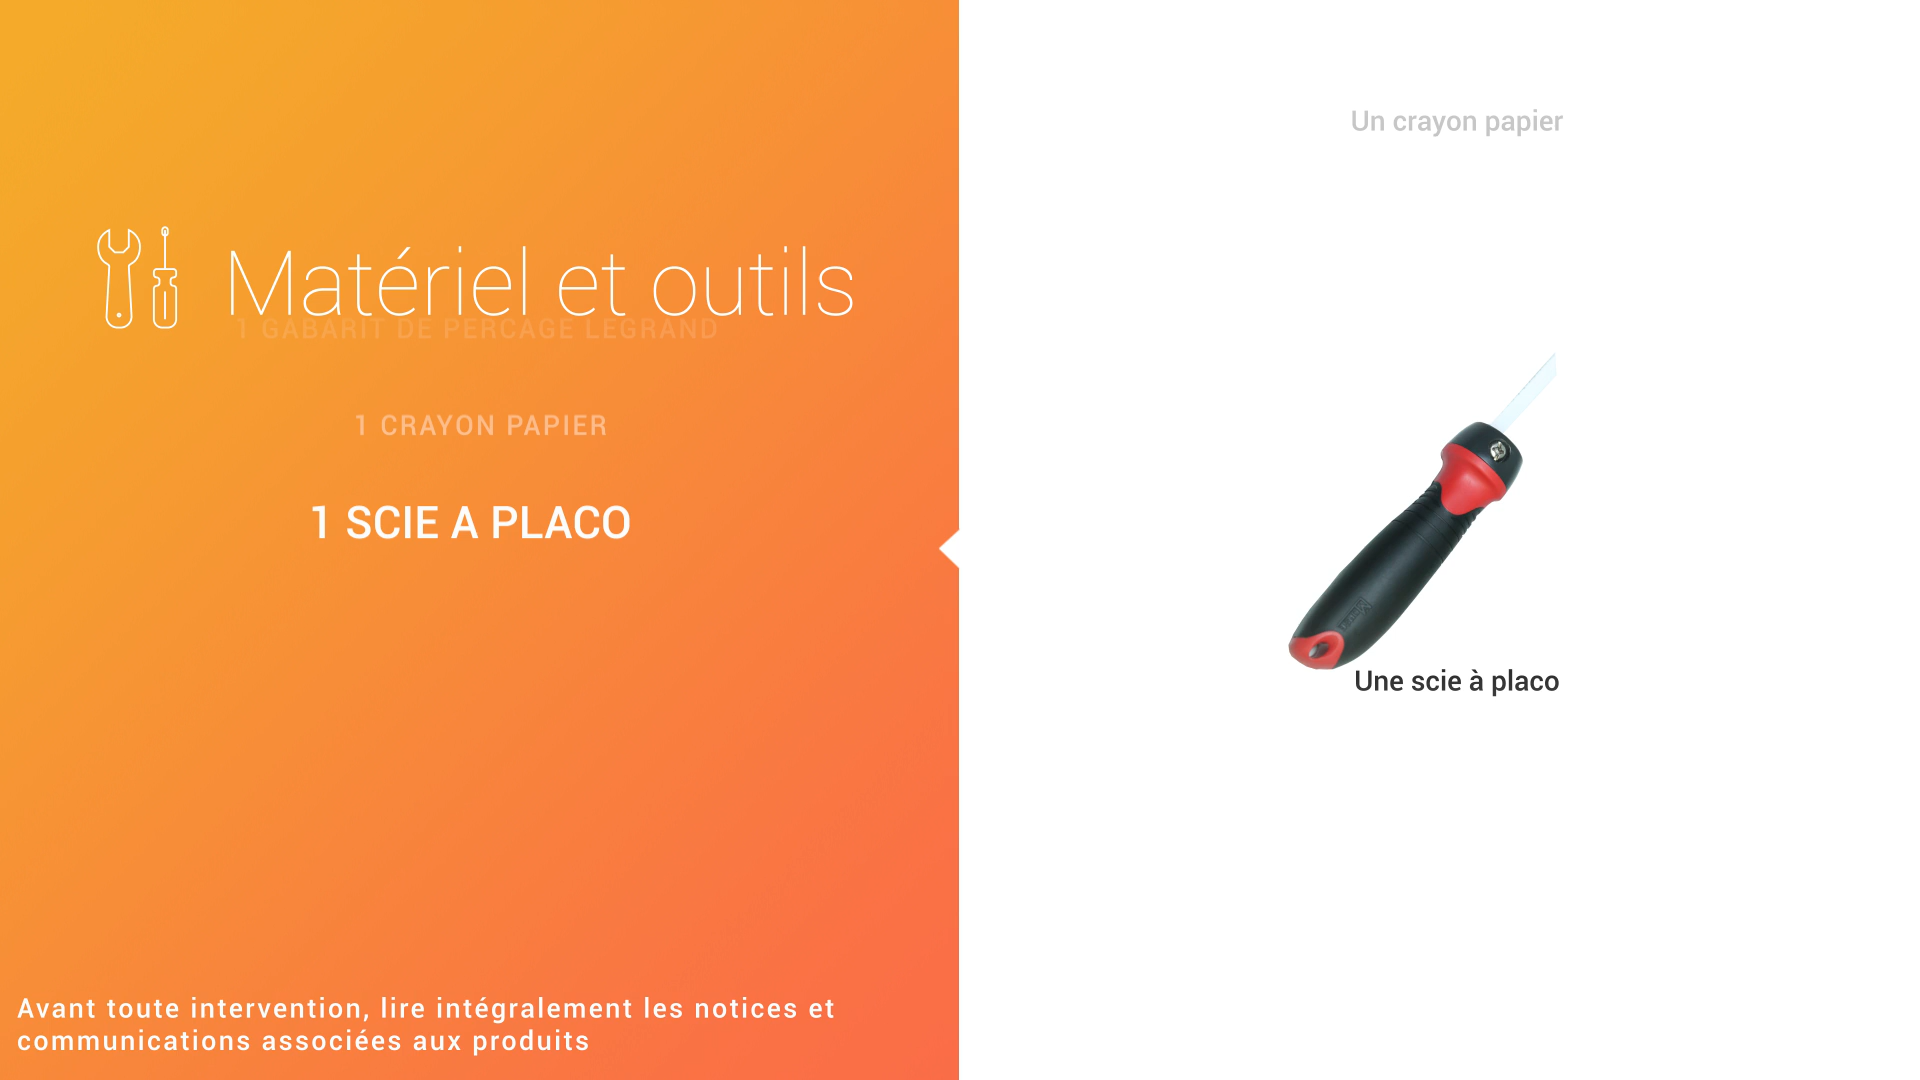 Matériel et outils
1 GABARIT DE PERCAGE LEGRAND
1 CRAYON PAPIER
1 SCIE A PLACO
Avant toute intervention, lire intégralement les notices et
communications associées aux produits
Un crayon papier
Une scie à placo